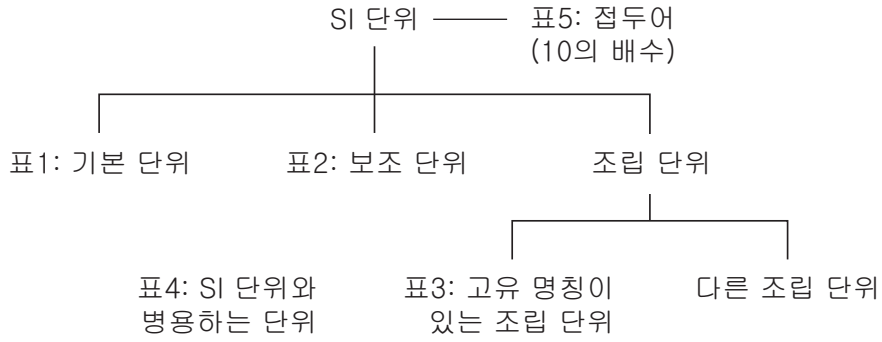 SI 단위
표5: 접두어
(10의 배수)
표1: 기본 단위
표2: 보조 단위
조립 단위
표4: SI 단위와
병용하는 단위
표3: 고유 명칭이
있는 조립 단위
다른 조립 단위